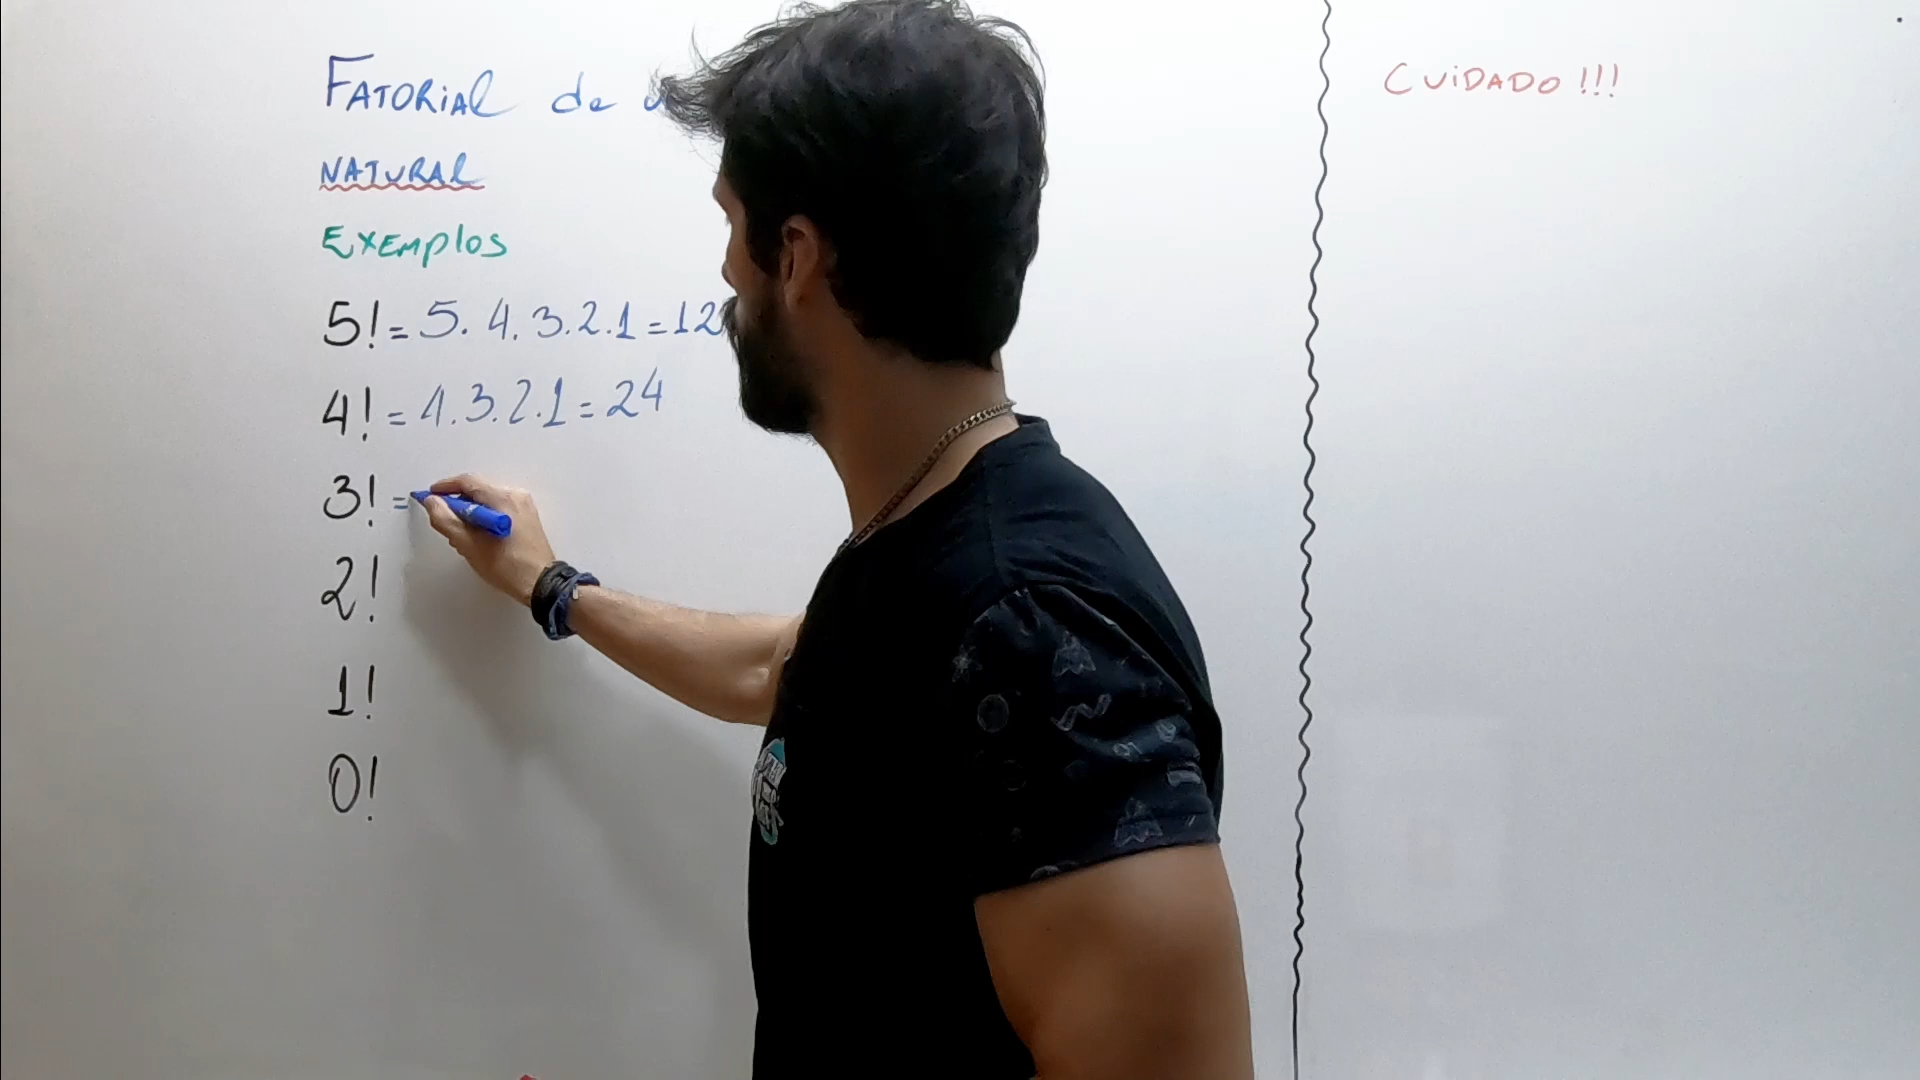 FATORIAL de
NATURAL
EXEMPLOS
5! = 5. 4. 3. 2. 1 = 12
4! = 4. 3. 2. 1 = 24
3! =
2!
1!
0!
CUIDADO!!!